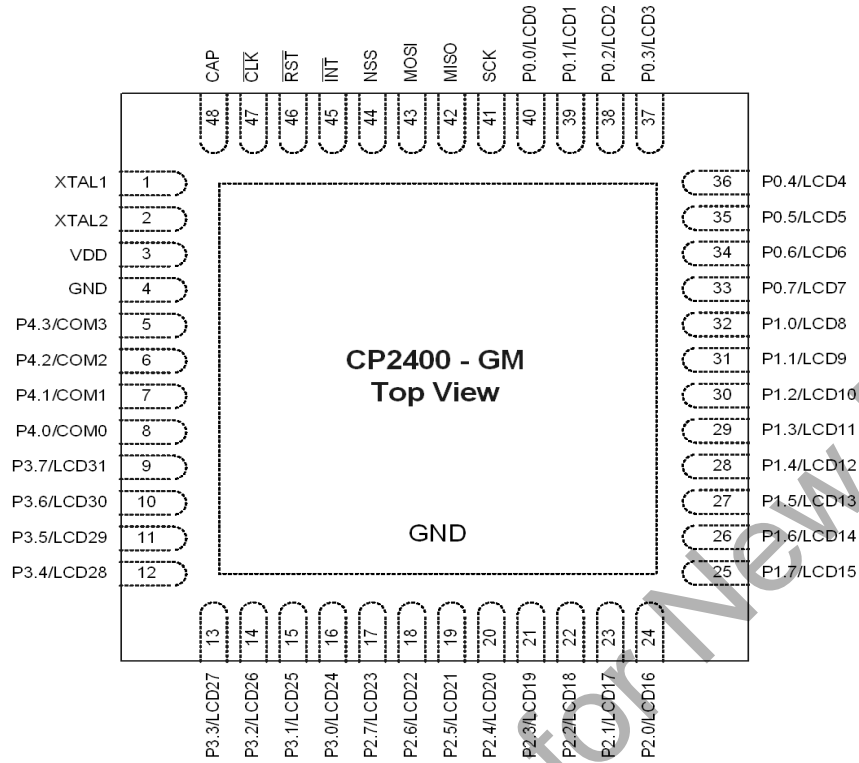 CAP
CLK
RST
INT
NSS
MOSI
MISO
SCK
P0.0/LCD0
P0.1/LCD1
P0.2/LCD2
P0.3/LCD3
48
47
46
45
44
43
42
41
40
39
38
37
XTAL1 1
XTAL2 2
VDD 3
GND 4
P4.3/COM3 5
P4.2/COM2 6
P4.1/COM1 7
P4.0/COM0 8
P3.7/LCD31 9
P3.6/LCD30 10
P3.5/LCD29 11
P3.4/LCD28 12
CP2400 - GM
Top View
GND
36 P0.4/LCD4
35 P0.5/LCD5
34 P0.6/LCD6
33 P0.7/LCD7
32 P1.0/LCD8
31 P1.1/LCD9
30 P1.2/LCD10
29 P1.3/LCD11
28 P1.4/LCD12
27 P1.5/LCD13
26 P1.6/LCD14
25 P1.7/LCD15
13
14
15
16
17
18
19
20
21
22
23
24
P3.3/LCD27
P3.2/LCD26
P3.1/LCD25
P3.0/LCD24
P2.7/LCD23
P2.6/LCD22
P2.5/LCD21
P2.4/LCD20
P2.3/LCD19
P2.2/LCD18
P2.1/LCD17
P2.0/LCD16
for New